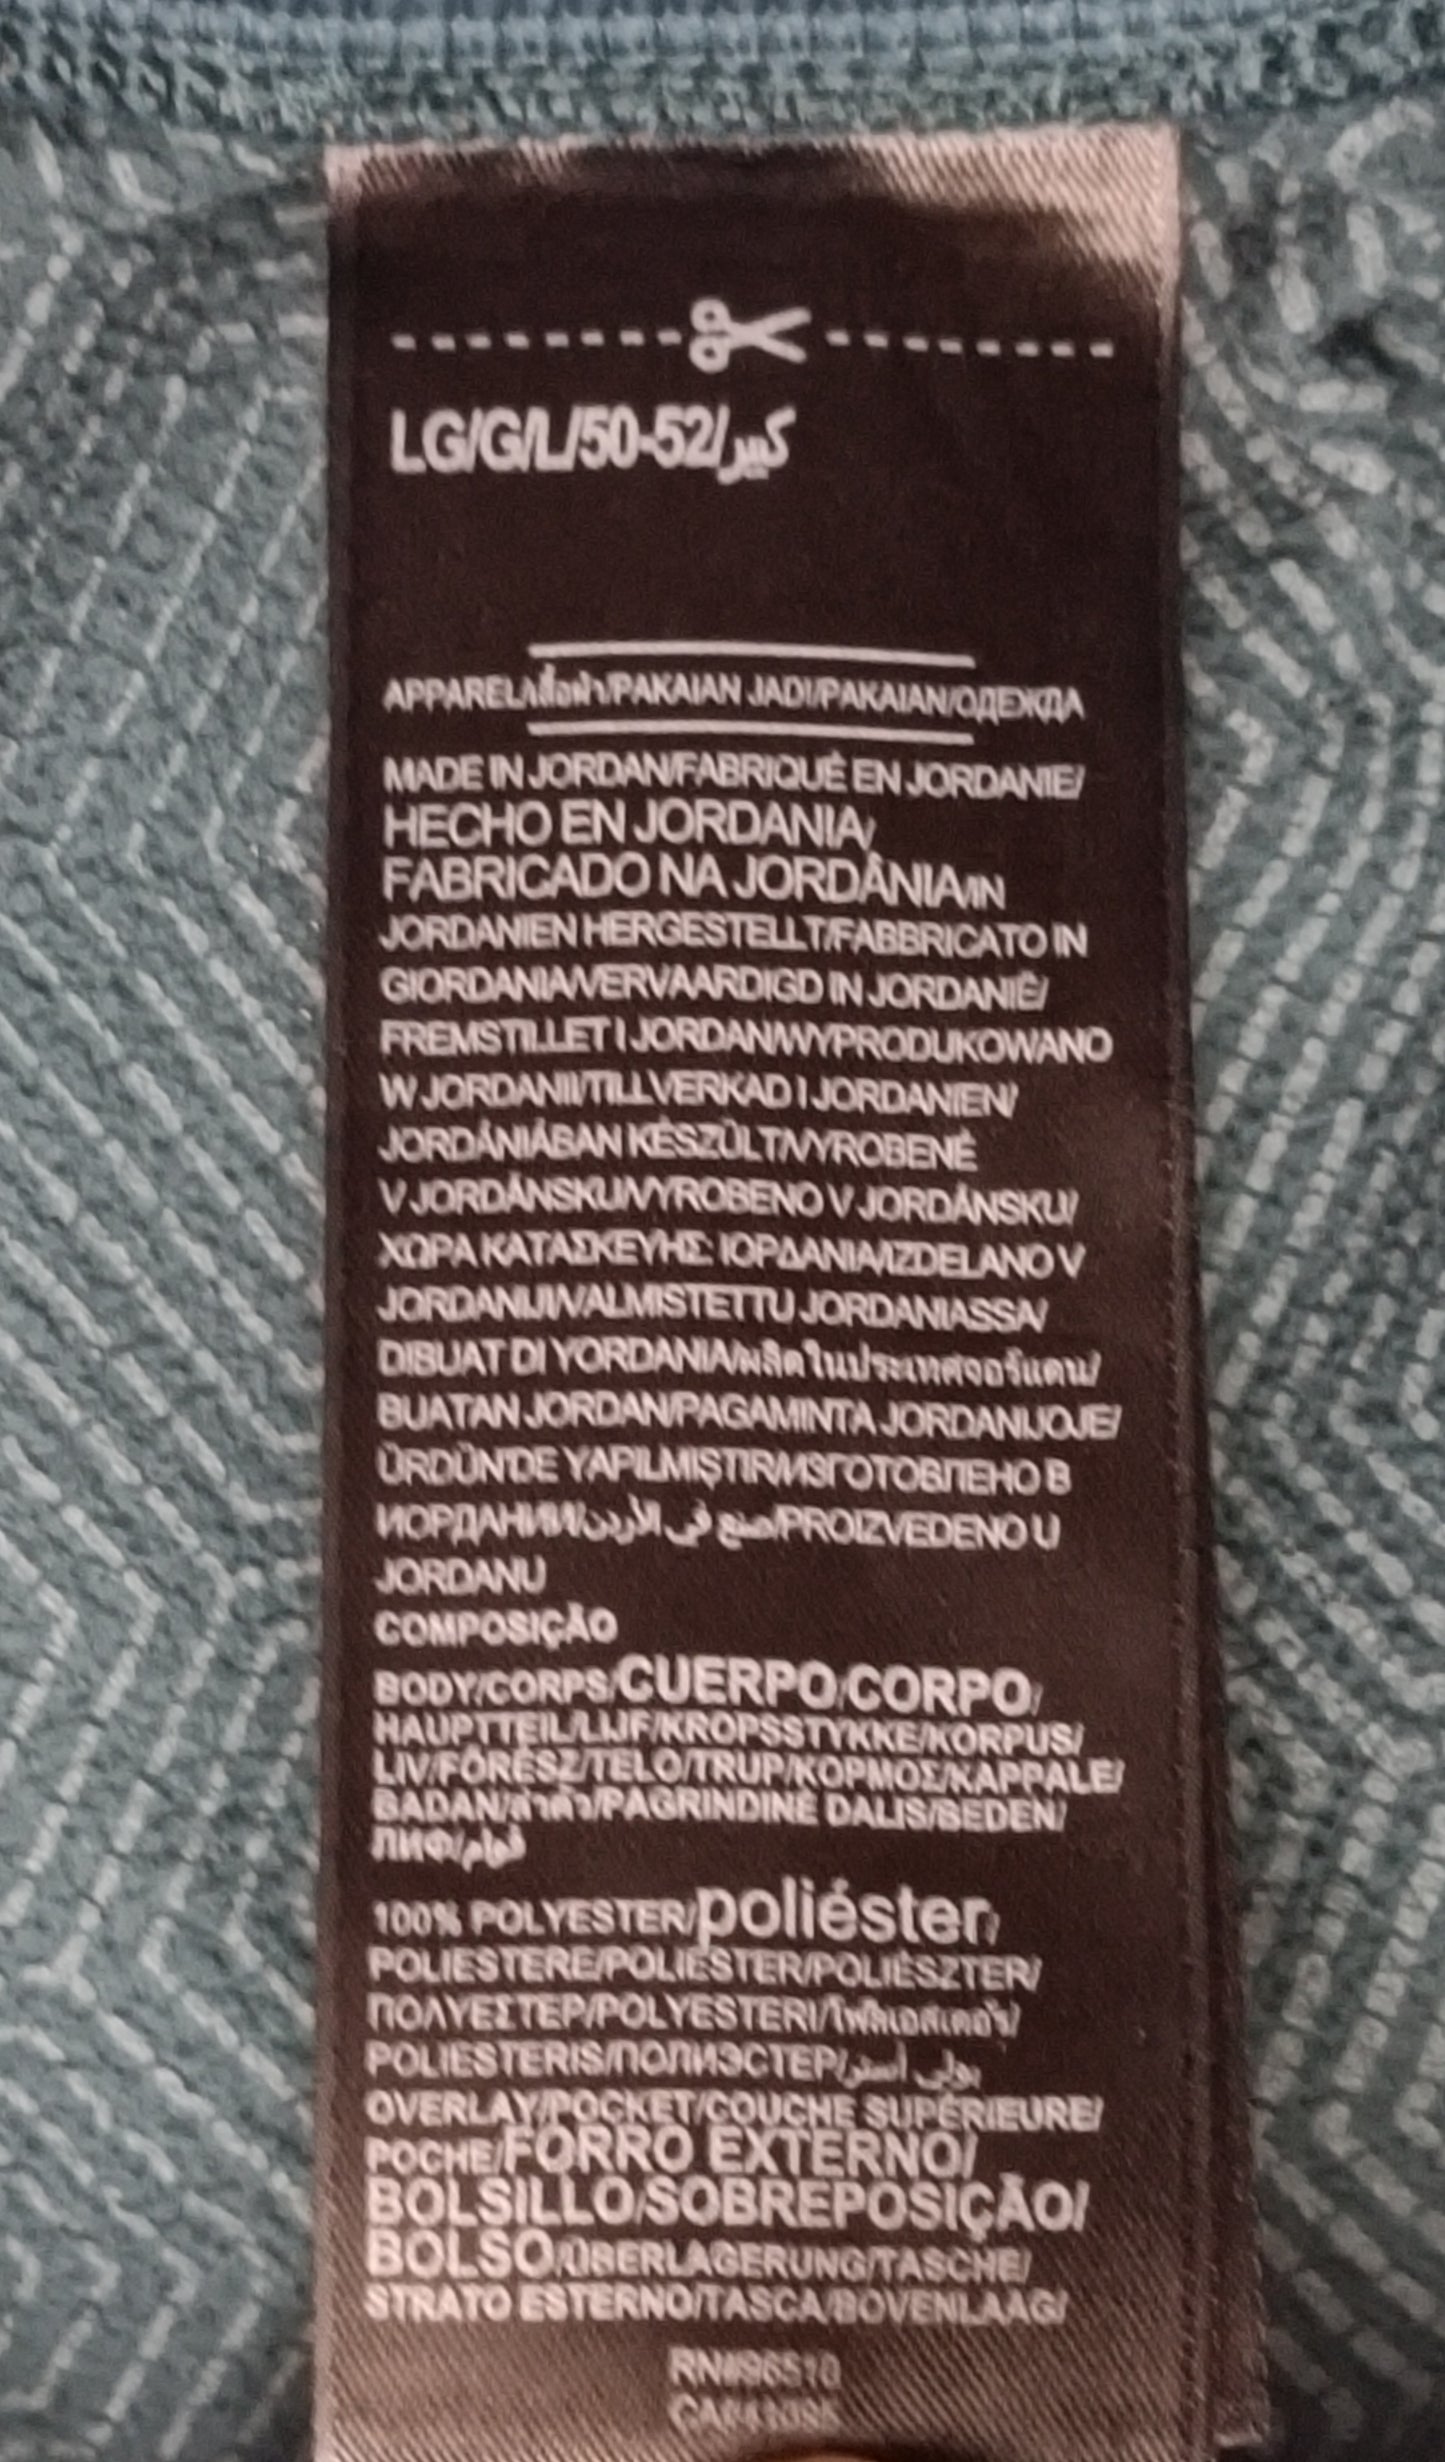 LG/G/L/50-52/كبير
APPAREL/เสื้อผ้า/PAKAIAN JADI/PAKAIAN/ОДЕЖДА
MADE IN JORDAN/FABRIQUÉ EN JORDANIE/
HECHO EN JORDANIA/
FABRICADO NA JORDÂNIA/IN
JORDANIEN HERGESTELLT/FABBRICATO IN
GIORDANIA/VERVAARDIGD IN JORDANIË/
FREMSTILLET I JORDAN/WYPRODUKOWANO
W JORDANII/TILLVERKAD I JORDANIEN/
JORDÁNIÁBAN KÉSZÜLT/VYROBENÉ
V JORDÁNSKU/VYROBENO V JORDÁNSKU/
ΧΩΡΑ ΚΑΤΑΣΚΕΥΗΣ: ΙΟΡΔΑΝΙΑ/IZDELANO V
JORDANIJI/VALMISTETTU JORDANIASSA/
DIBUAT DI YORDANIA/ผลิตในประเทศจอร์แดน/
BUATAN JORDAN/PAGAMINTA JORDANIJOJE/
ÜRDÜN'DE YAPILMIŞTIR/ИЗГОТОВЛЕНО В
ИОРДАНИИ/صنع في الأردن/PROIZVEDENO U
JORDANU
COMPOSIÇÃO
BODY/CORPS/CUERPO/CORPO/
HAUPTTEIL/LIJF/KROPSSTYKKE/KORPUS/
LIV/FŐRÉSZ/TELO/TRUP/ΚΟΡΜΟΣ/KAPPALE/
BADAN/ลำตัว/PAGRINDINĖ DALIS/BEDEN/
ЛИФ/قوام
100% POLYESTER/poliéster/
POLIESTERE/POLIESTER/POLIÉSZTER/
ΠΟΛΥΕΣΤΕΡ/POLYESTERI/โพลีเอสเตอร์/
POLIESTERIS/ПОЛИЭСТЕР/بولي أستر
OVERLAY/POCKET/COUCHE SUPÉRIEURE/
POCHE/FORRO EXTERNO/
BOLSILLO/SOBREPOSIÇÃO/
BOLSO/ÜBERLAGERUNG/TASCHE/
STRATO ESTERNO/TASCA/BOVENLAAG/
RN#96510